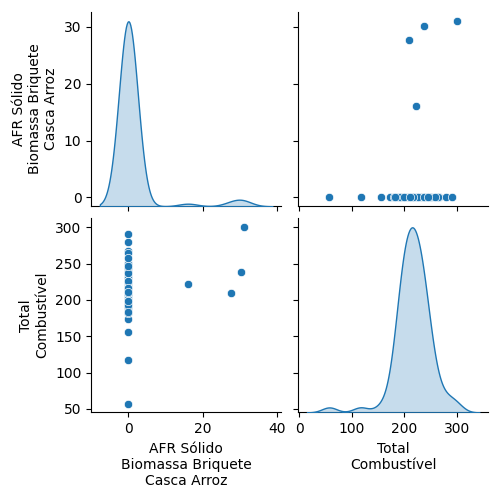 AFR Sólido
Biomassa Briquete
Casca Arroz
30
20
10
0
Total
Combustível
300
250
200
150
100
50
0
20
40
AFR Sólido
Biomassa Briquete
Casca Arroz
0
100
200
300
Total
Combustível